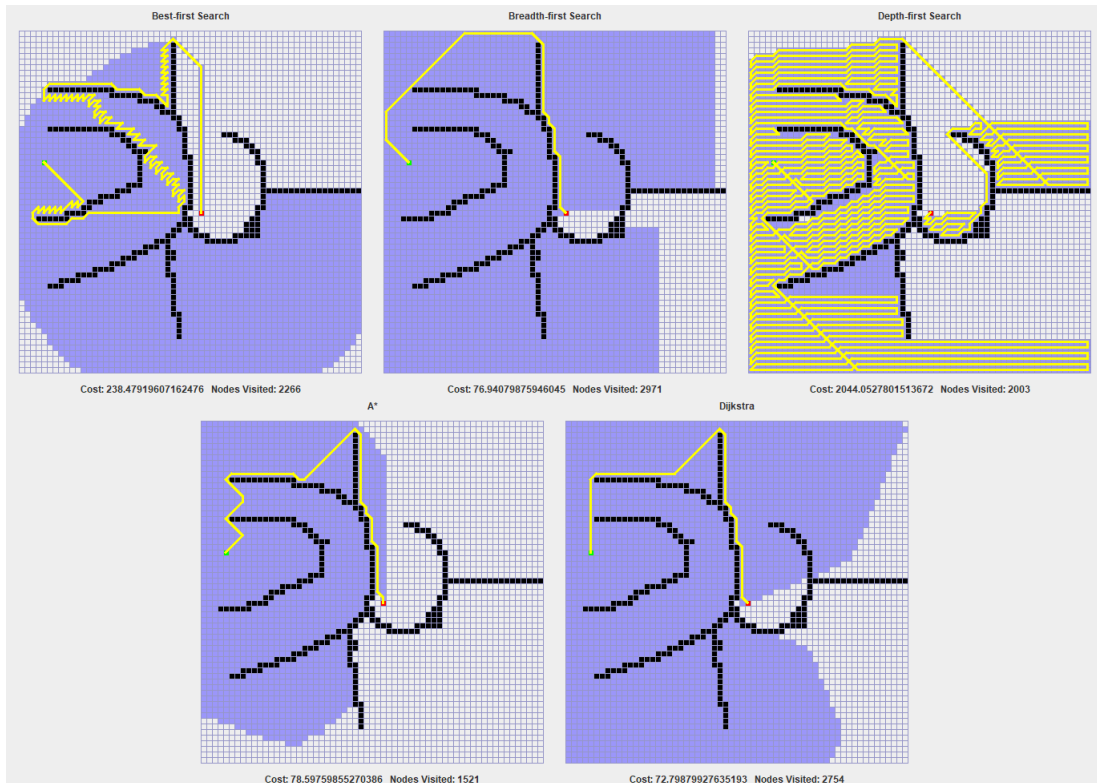 Best-first Search
Breadth-first Search
Depth-first Search
Cost: 238.47919607162476 Nodes Visited: 2266
Cost: 76.94079875946045 Nodes Visited: 2971
Cost: 2044.0527801513672 Nodes Visited: 2003
A*
Dijkstra
Cost: 78.59759855270386 Nodes Visited: 1521
Cost: 72.79879927635193 Nodes Visited: 2754